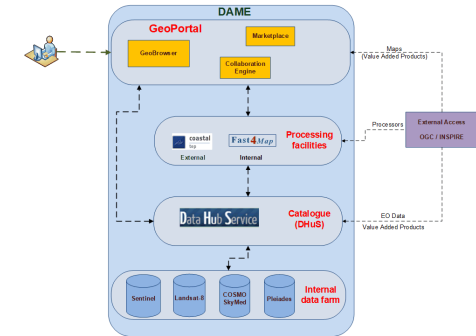 DAME
GeoPortal
Marketplace
GeoBrowser
Collaboration
Engine
Maps
(Value Added Products)
External Access
OGC / INSPIRE
Processors
coastal
Fast4Map
Processing
facilities
External
Internal
Data Hub Service
Catalogue
(DHuS)
EO Data
Value Added Products
Sentinel
Landsat-8
COSMO
SkyMed
Pleiades
Internal
data farm